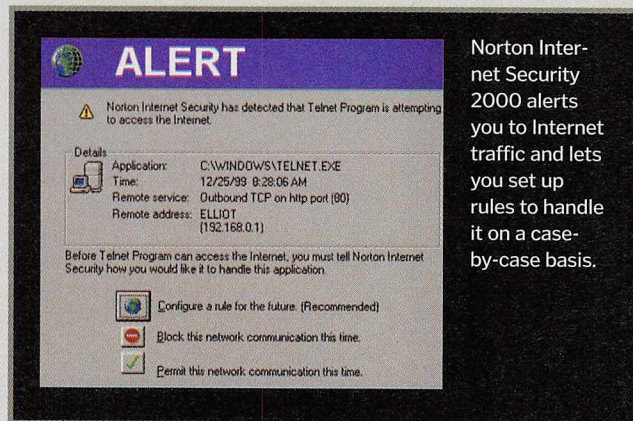 ALERT
Norton Internet Security has detected that Telnet Program is attempting
to access the Internet.
Details
Application: C:\WINDOWS\TELNET.EXE
Time: 12/25/99 8:28:06 AM
Remote service: Outbound TCP on http port (80)
Remote address: ELLIOT
(192.168.0.1)
Before Telnet Program can access the Internet, you must tell Norton Internet
Security how you would like it to handle this application.
Configure a rule for the future. (Recommended)
Block this network communication this time.
Permit this network communication this time.
Norton Inter-
net Security
2000 alerts
you to Internet
traffic and lets
you set up
rules to handle
it on a case-
by-case basis.